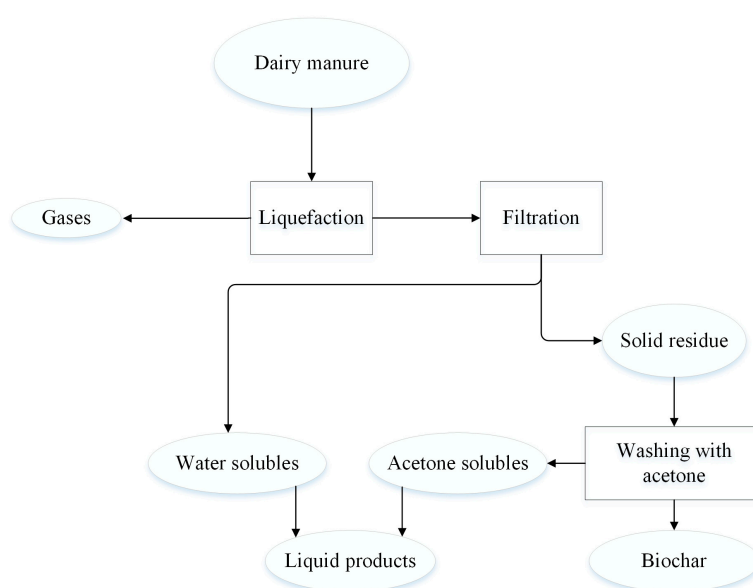 Dairy manure
Gases
Liquefaction
Filtration
Solid residue
Water solubles
Acetone solubles
Washing with
acetone
Liquid products
Biochar